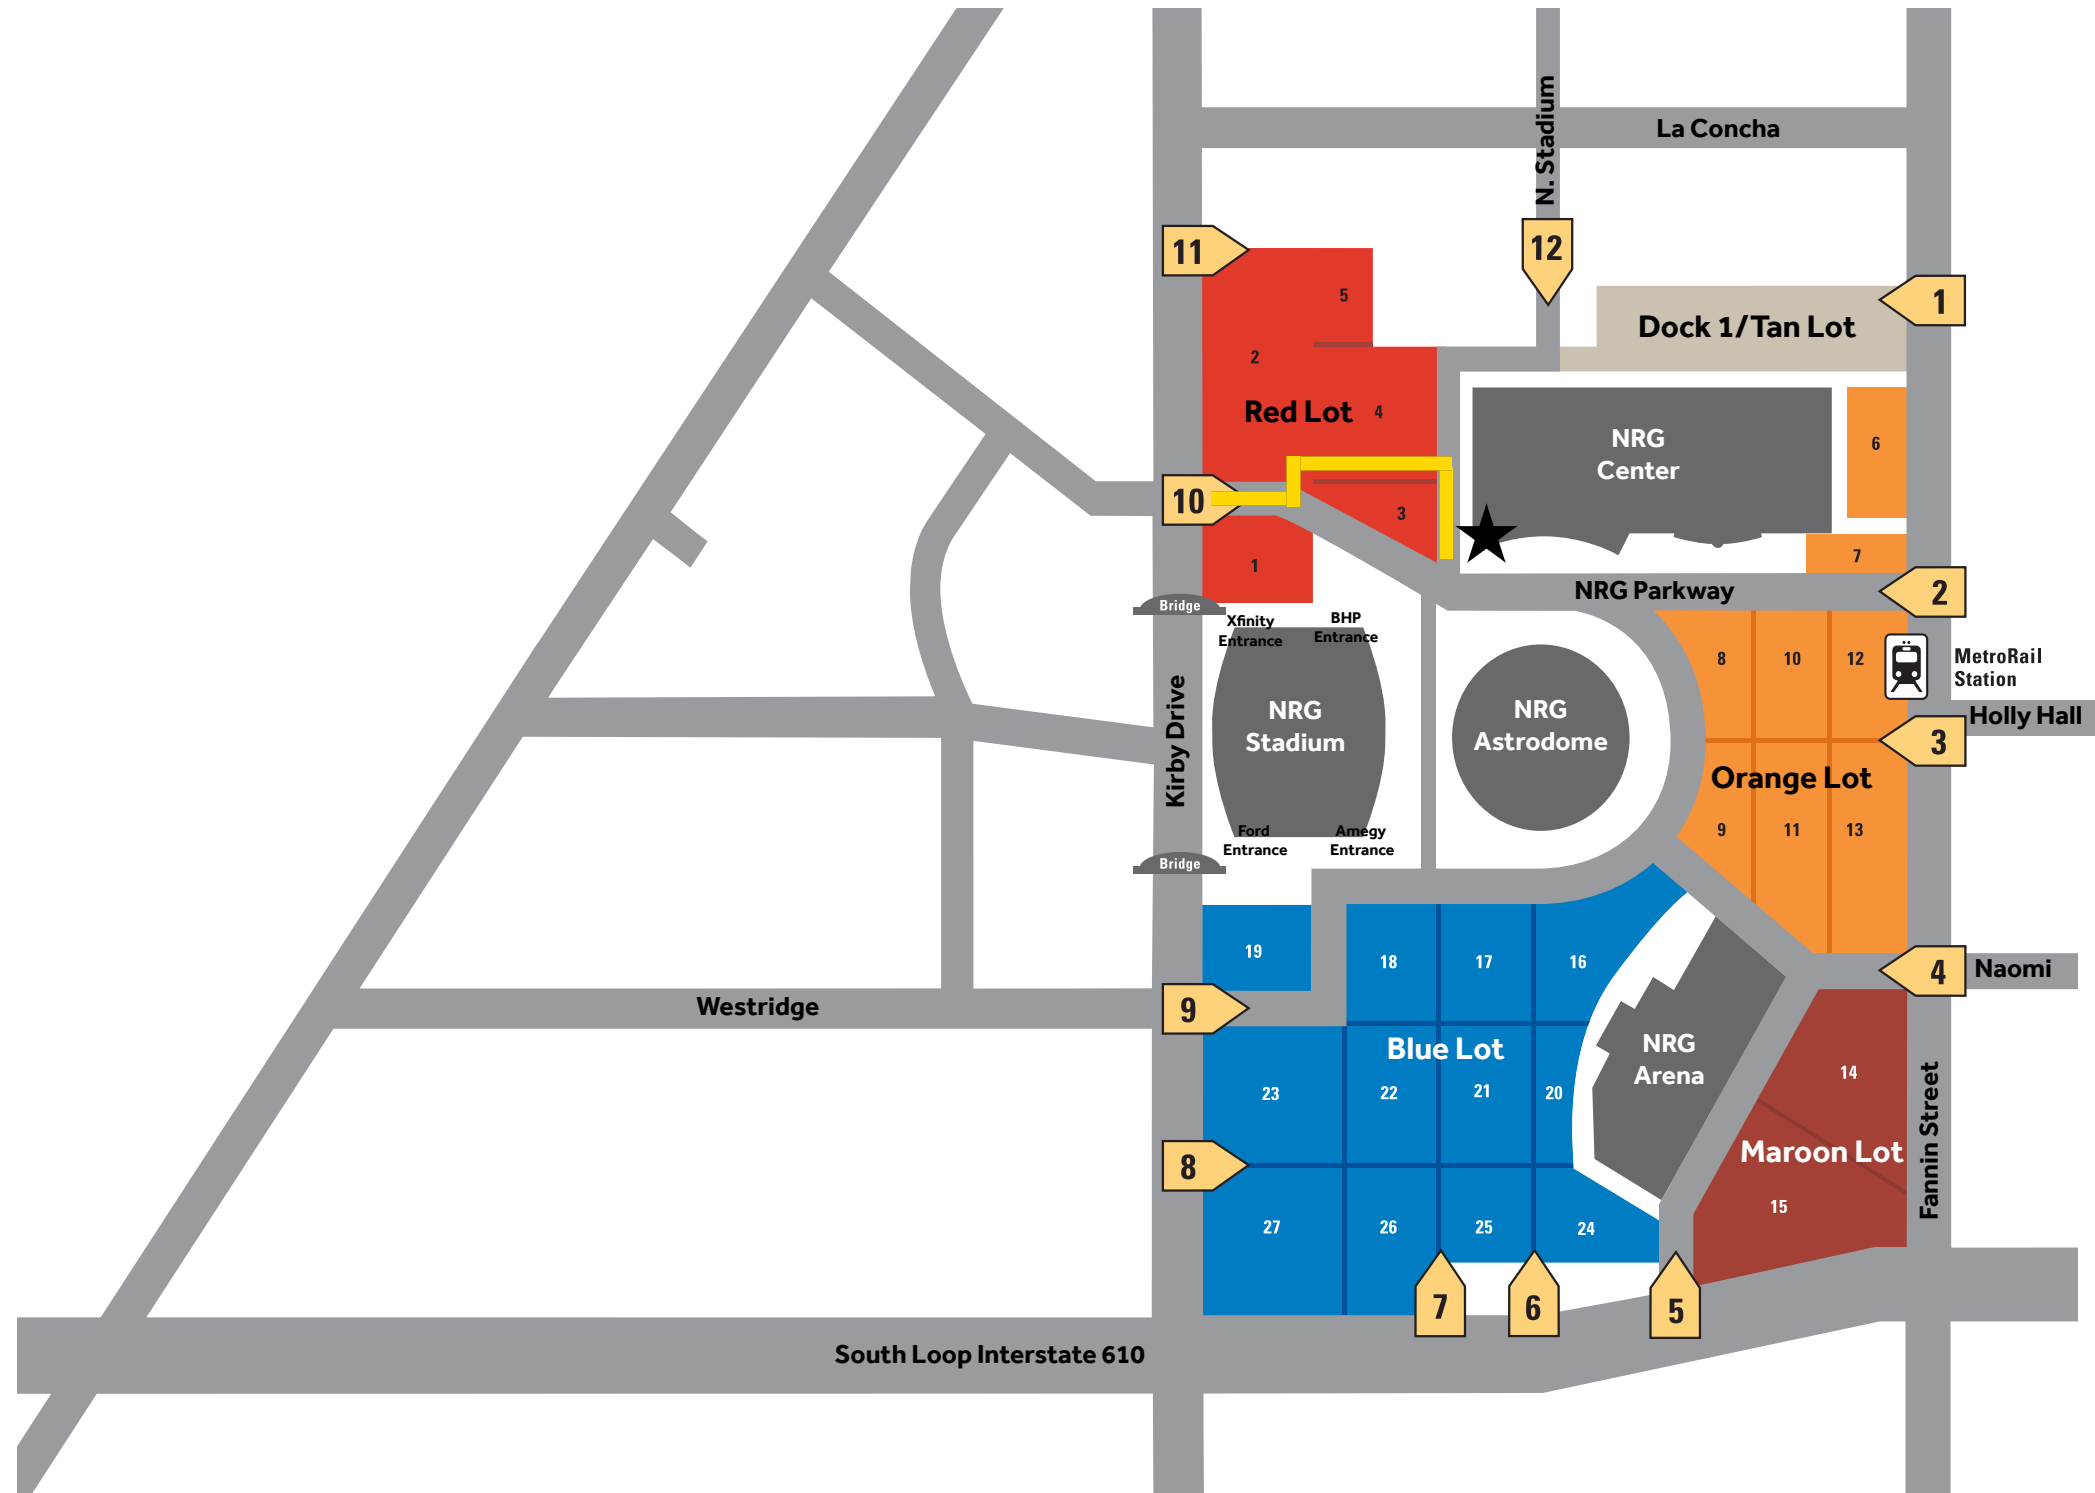 La Concha
N. Stadium
11
12
1
5
Dock 1/Tan Lot
2
Red Lot
4
NRG
Center
6
10
3
7
1
NRG Parkway
2
Bridge
Xfinity
Entrance
BHP
Entrance
8
10
12
MetroRail
Station
Holly Hall
NRG
Stadium
NRG
Astrodome
3
Kirby Drive
Orange Lot
9
11
13
Ford
Entrance
Amegy
Entrance
Bridge
19
18
17
16
4
Naomi
Westridge
9
Blue Lot
NRG
Arena
14
23
22
21
20
Maroon Lot
Fannin Street
8
15
27
26
25
24
7
6
5
South Loop Interstate 610